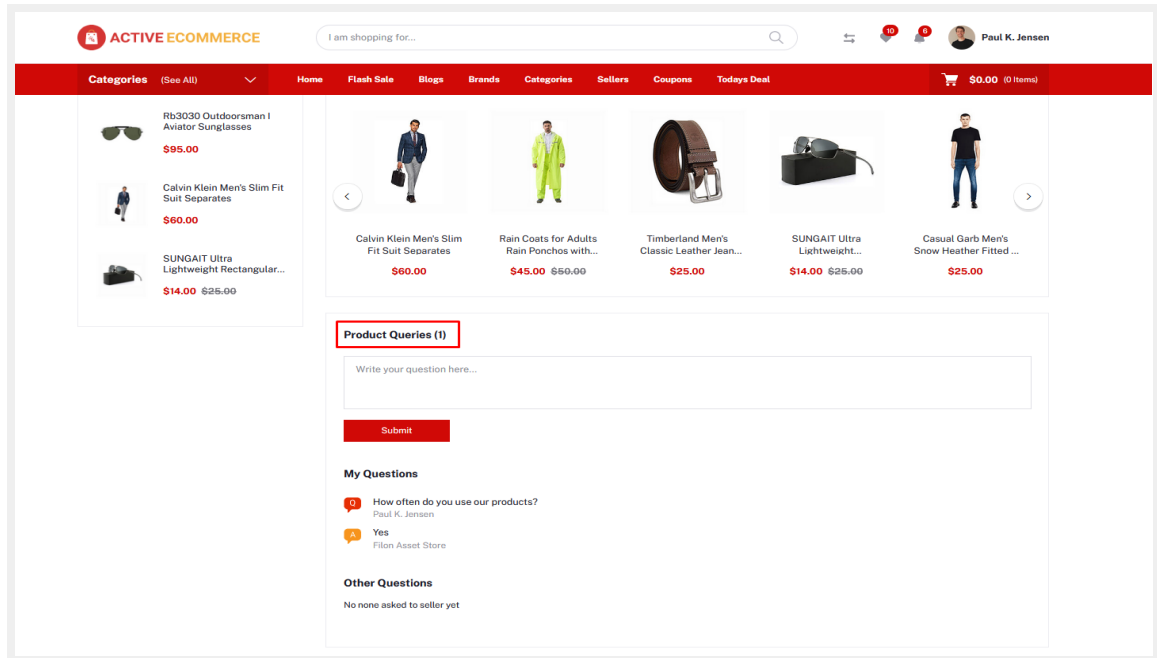 ACTIVE ECOMMERCE
I am shopping for...
10
6
Paul K. Jensen
Categories (See All)
Home Flash Sale Blogs Brands Categories Sellers Coupons Todays Deal
$0.00 (0 Items)
Rb3030 Outdoorsman I
Aviator Sunglasses
$95.00
Calvin Klein Men's Slim Fit
Suit Separates
$60.00
SUNGAIT Ultra
Lightweight Rectangular...
$14.00 $25.00
Calvin Klein Men's Slim
Fit Suit Separates
$60.00
Rain Coats for Adults
Rain Ponchos with...
$45.00 $50.00
Timberland Men's
Classic Leather Jean...
$25.00
SUNGAIT Ultra
Lightweight...
$14.00 $25.00
Casual Garb Men's
Snow Heather Fitted ...
$25.00
Product Queries (1)
Write your question here...
Submit
My Questions
Q How often do you use our products?
Paul K. Jensen
A Yes
Filon Asset Store
Other Questions
No none asked to seller yet